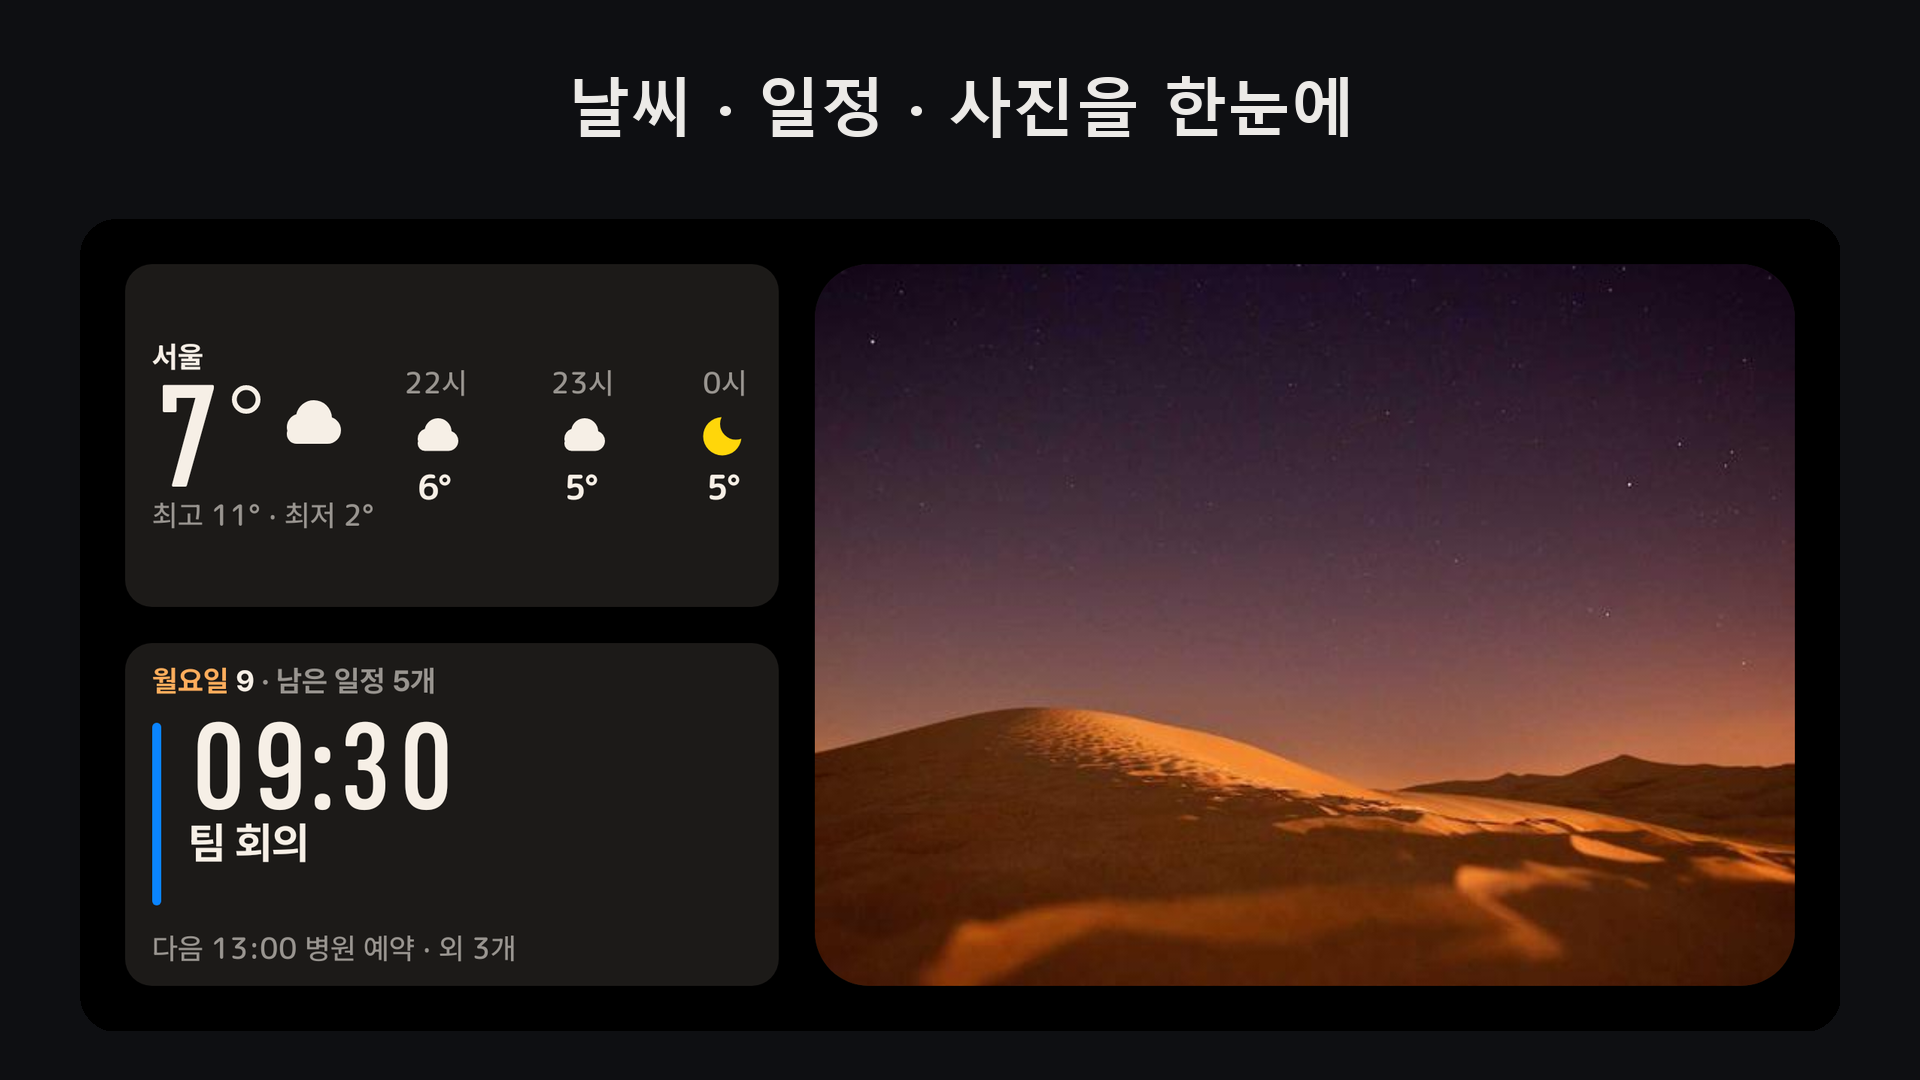 날씨 · 일정 · 사진을 한눈에
서울
7°
최고 11° · 최저 2°
22시 23시 0시
6° 5° 5°
월요일 9 · 남은 일정 5개
09:30
팀 회의
다음 13:00 병원 예약 · 외 3개